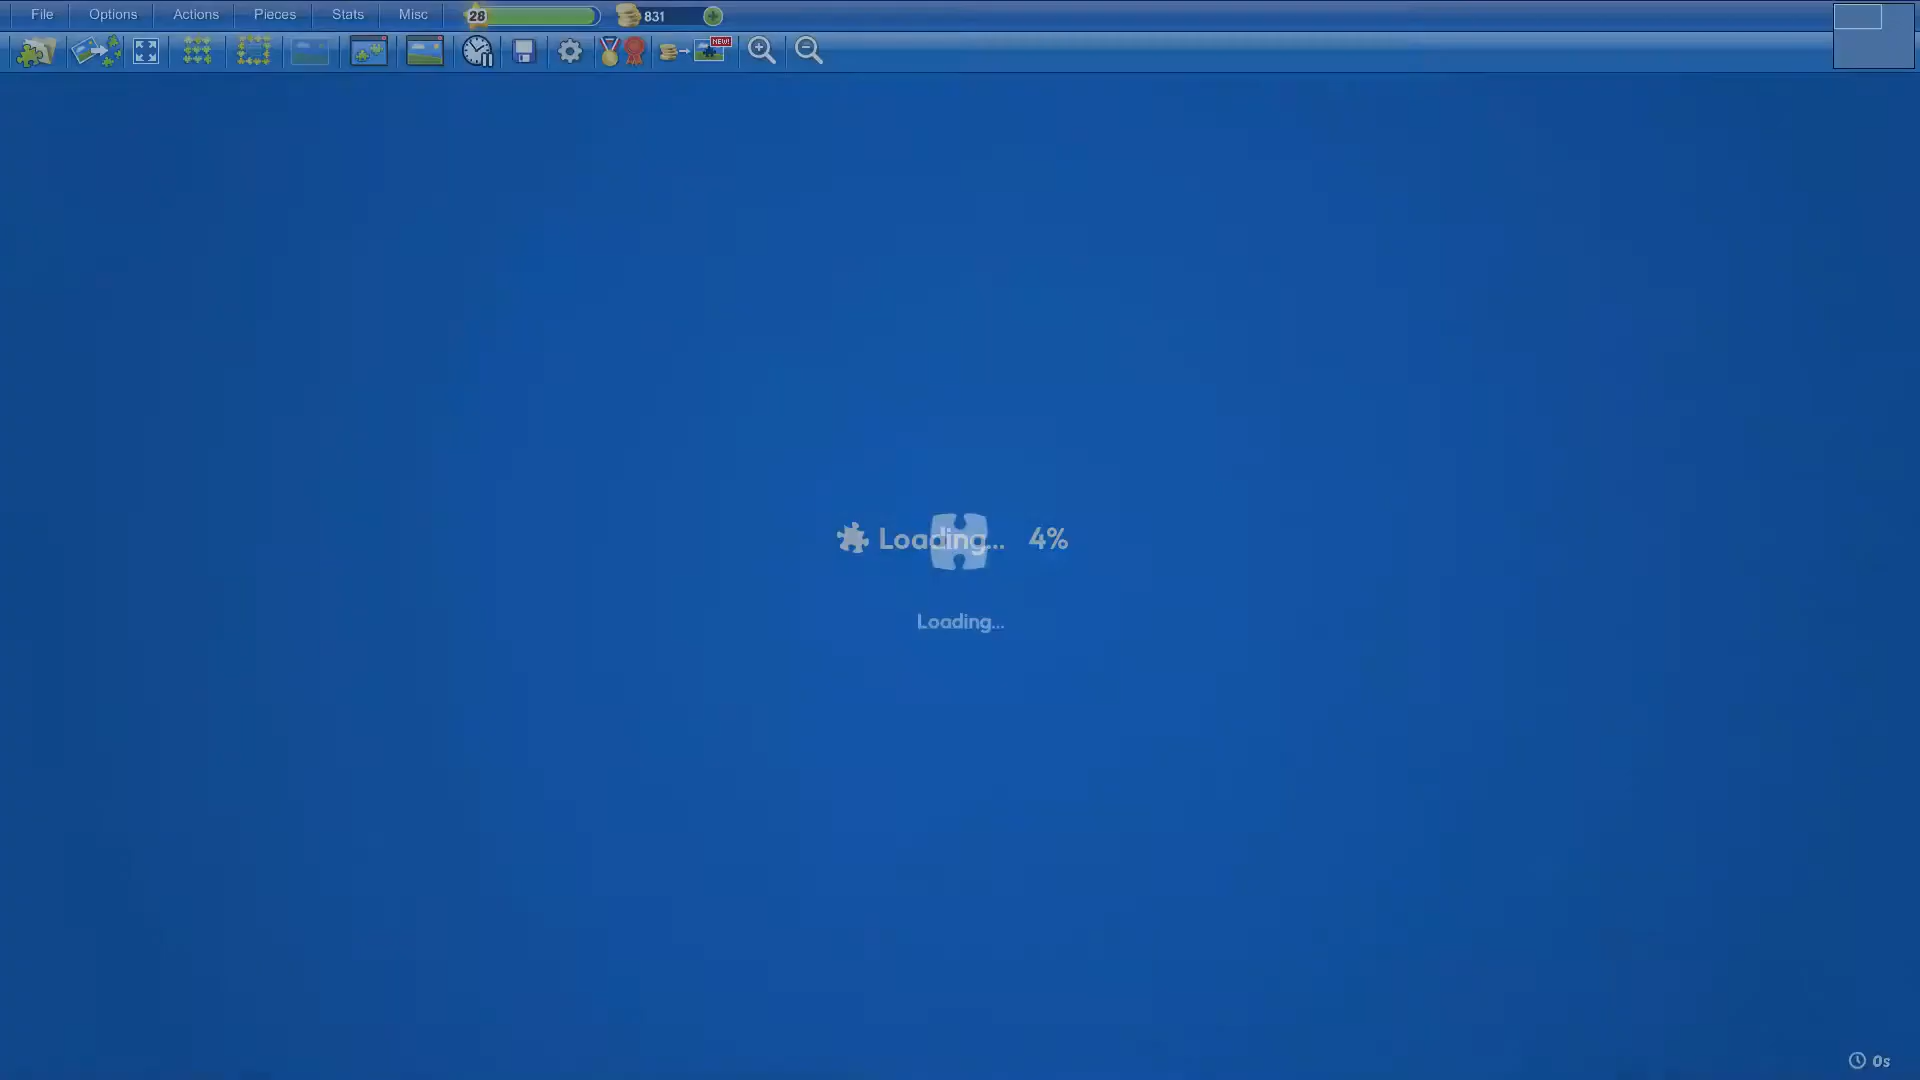 File Options Actions Pieces Stats Misc 28 831
NEW!
Loading... 4%
Loading...
0s